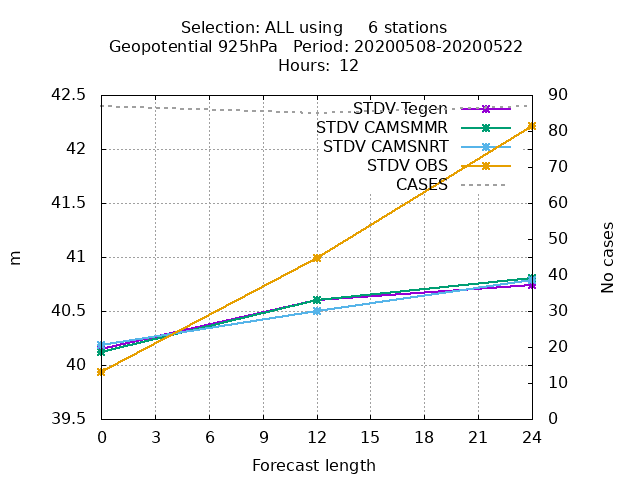 Selection: ALL using     6 stations
Geopotential 925hPa   Period: 20200508-20200522
Hours:  12
42.5
42
41.5
41
40.5
40
39.5
m
STDV Tegen
STDV CAMSMMR
STDV CAMSNRT
STDV OBS
CASES
90
80
70
60
50
40
30
20
10
0
No cases
0 3 6 9 12 15 18 21 24
Forecast length